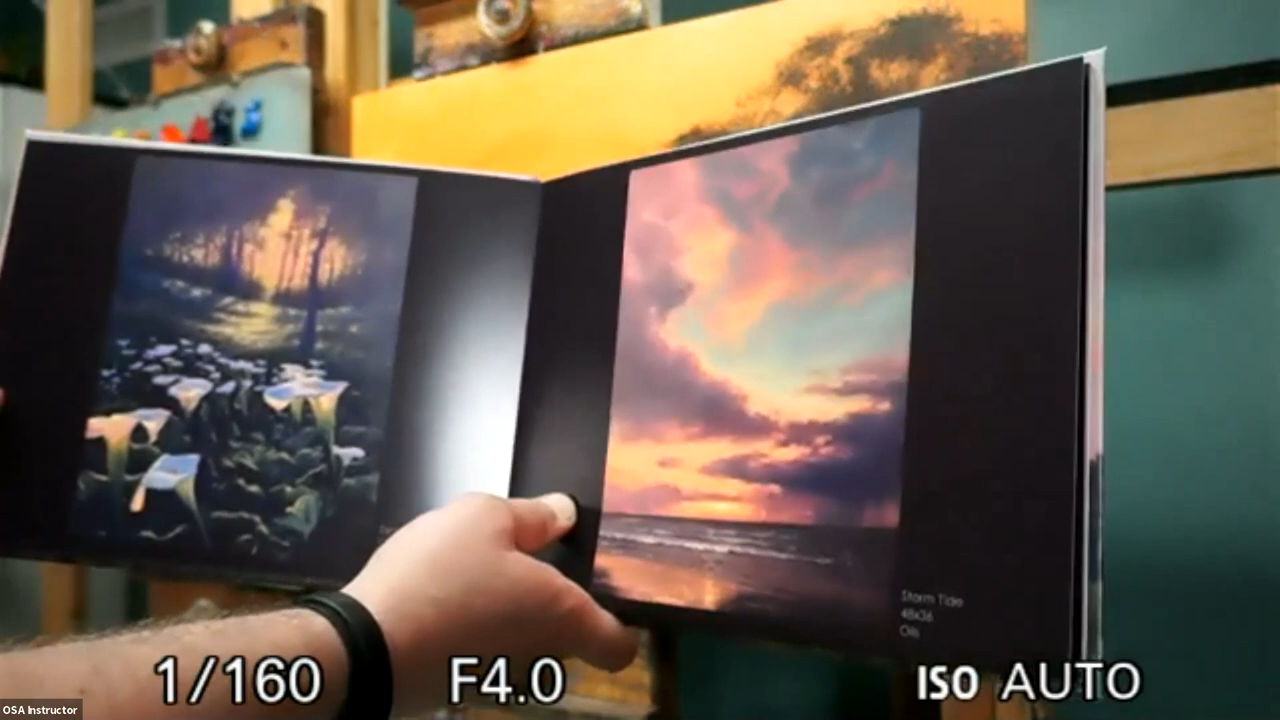 Storm Tide
48x36
Oils
1/160 F4.0 ISO AUTO
OSA Instructor